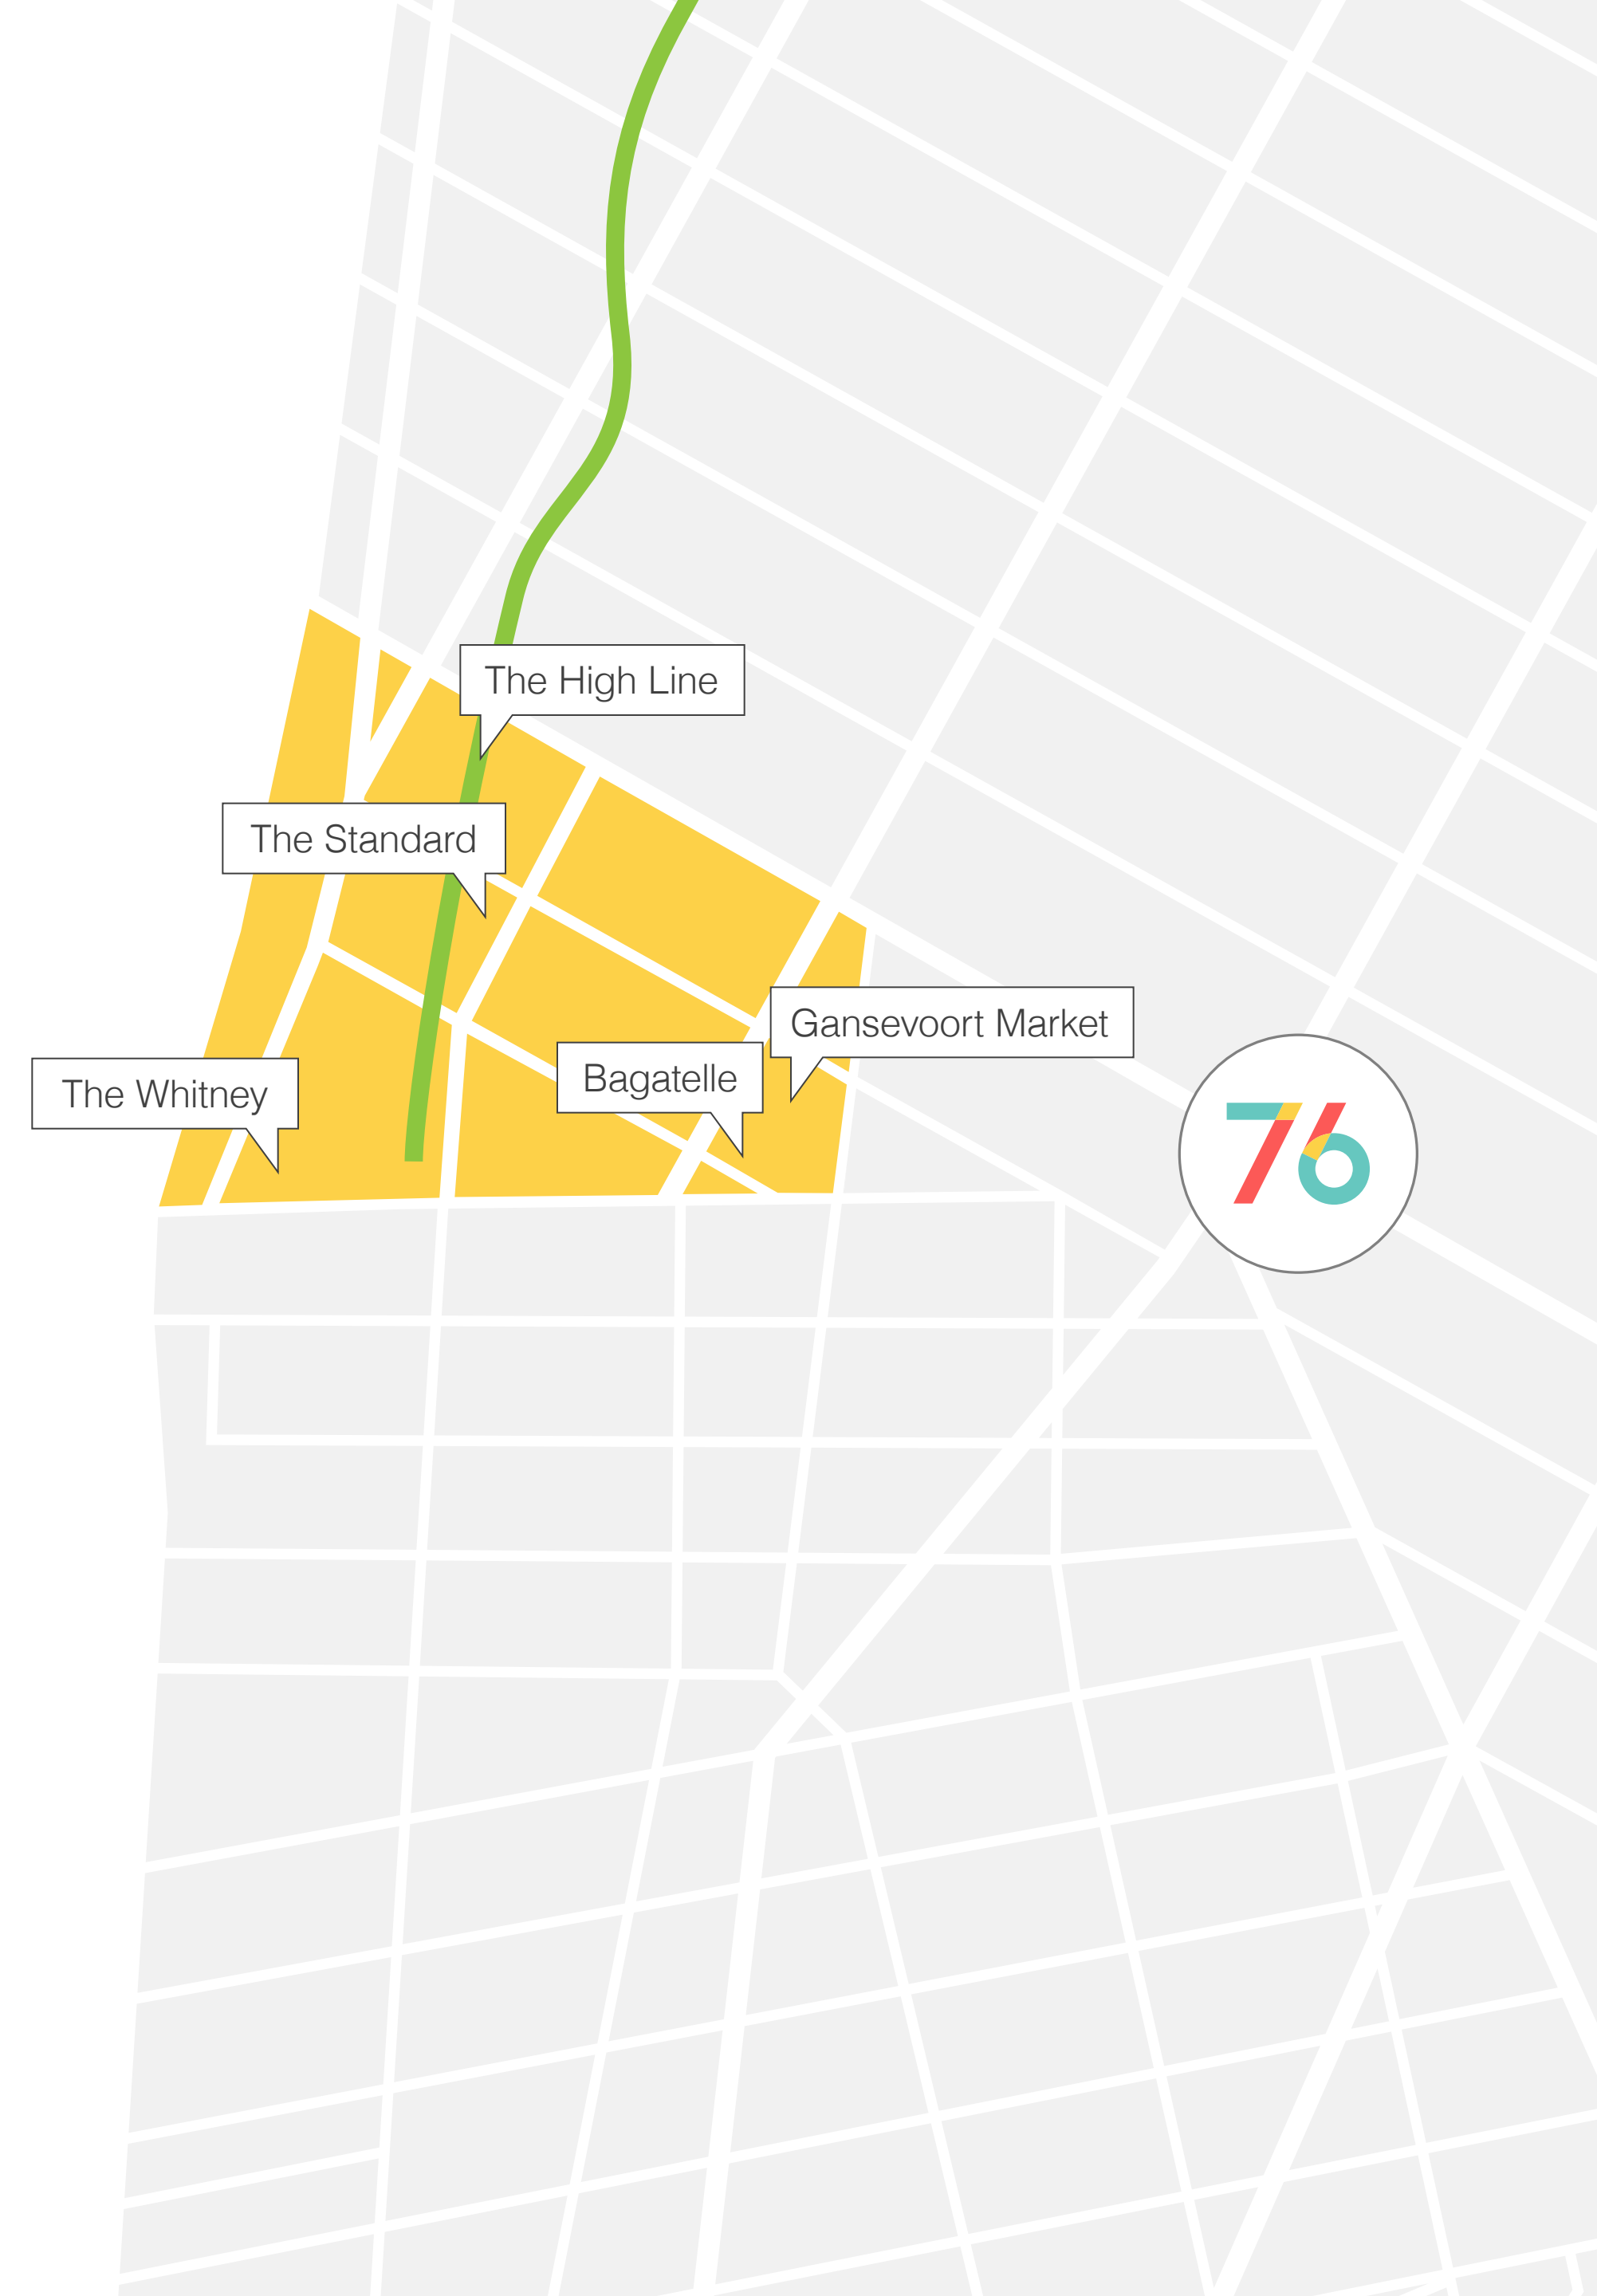 The High Line
The Standard
Gansevoort Market
Bagatelle
The Whitney
76